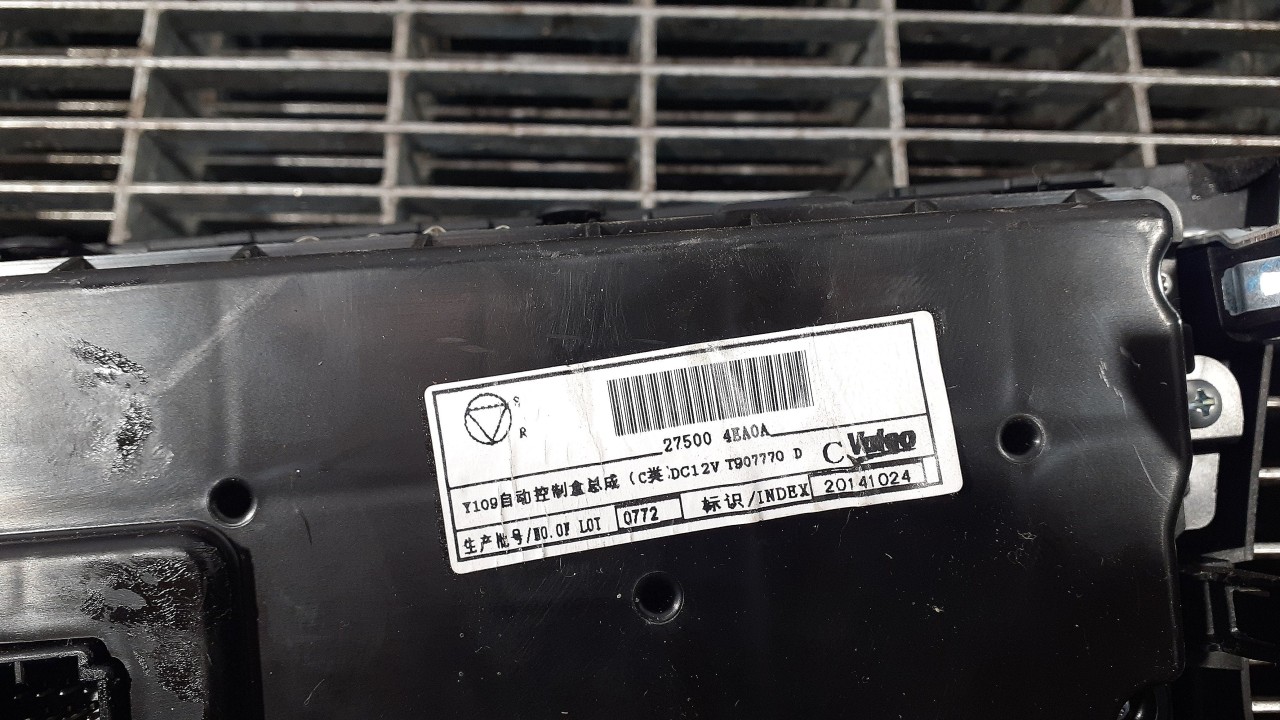 S
R
27500 4EA0A
Y109自动控制盒总成 (C类 DC12V T907770 D
C Valeo
生产批号/NO.OF LOT 0772 标识/INDEX 20141024